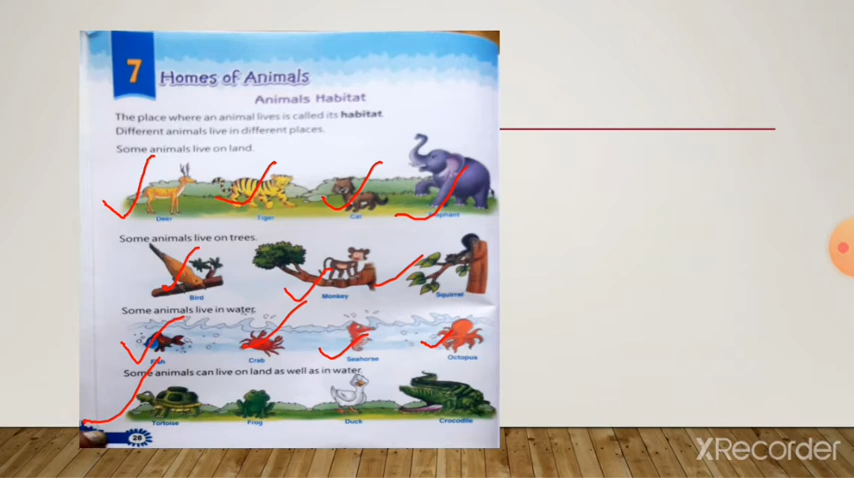 7
Homes of Animals
Animals Habitat
The place where an animal lives is called its habitat.
Different animals live in different places.
Some animals live on land.
Deer Tiger Cat Elephant
Some animals live on trees.
Bird Monkey Squirrel
Some animals live in water.
Fish Crab Seahorse Octopus
Some animals can live on land as well as in water.
Tortoise Frog Duck Crocodile
28
XRecorder